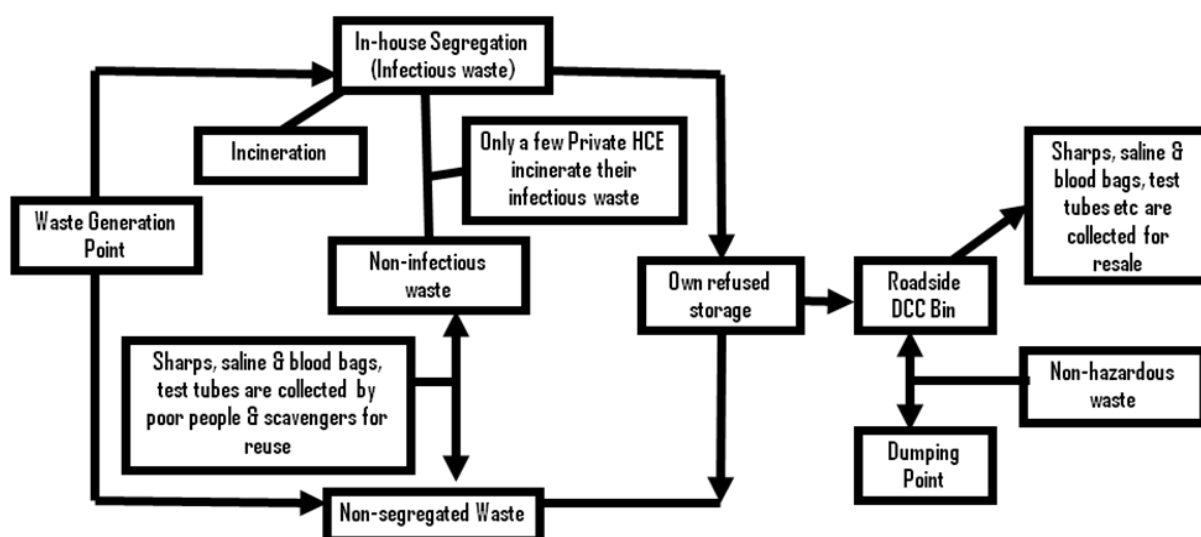 In-house Segregation
(Infectious waste)
Incineration
Only a few Private HCE
incinerate their
infectious waste
Sharps, saline &
blood bags, test
tubes etc are
collected for
resale
Waste Generation
Point
Non-infectious
waste
Own refused
storage
Roadside
DCC Bin
Sharps, saline & blood bags,
test tubes are collected by
poor people & scavengers for
reuse
Non-hazardous
waste
Dumping
Point
Non-segregated Waste